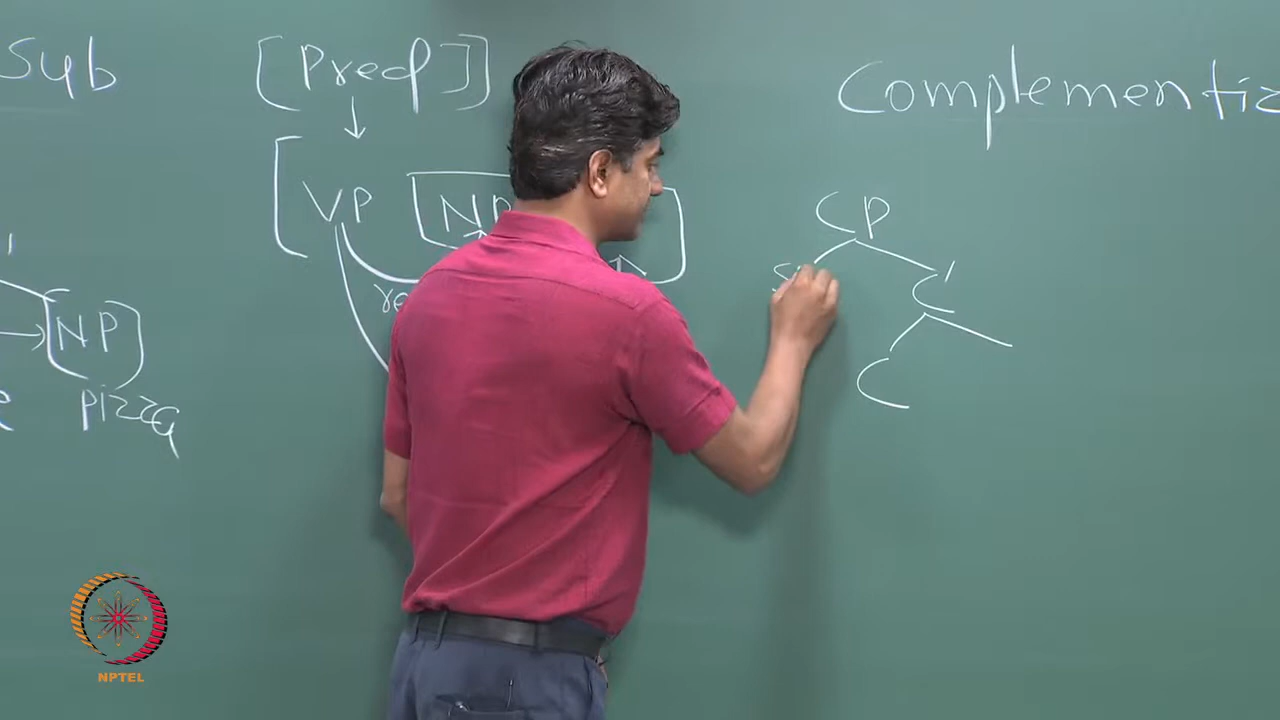 Sub [Pred]
Complementiz
VP NP
CP
S
C'
NP
pizza
C
NPTEL